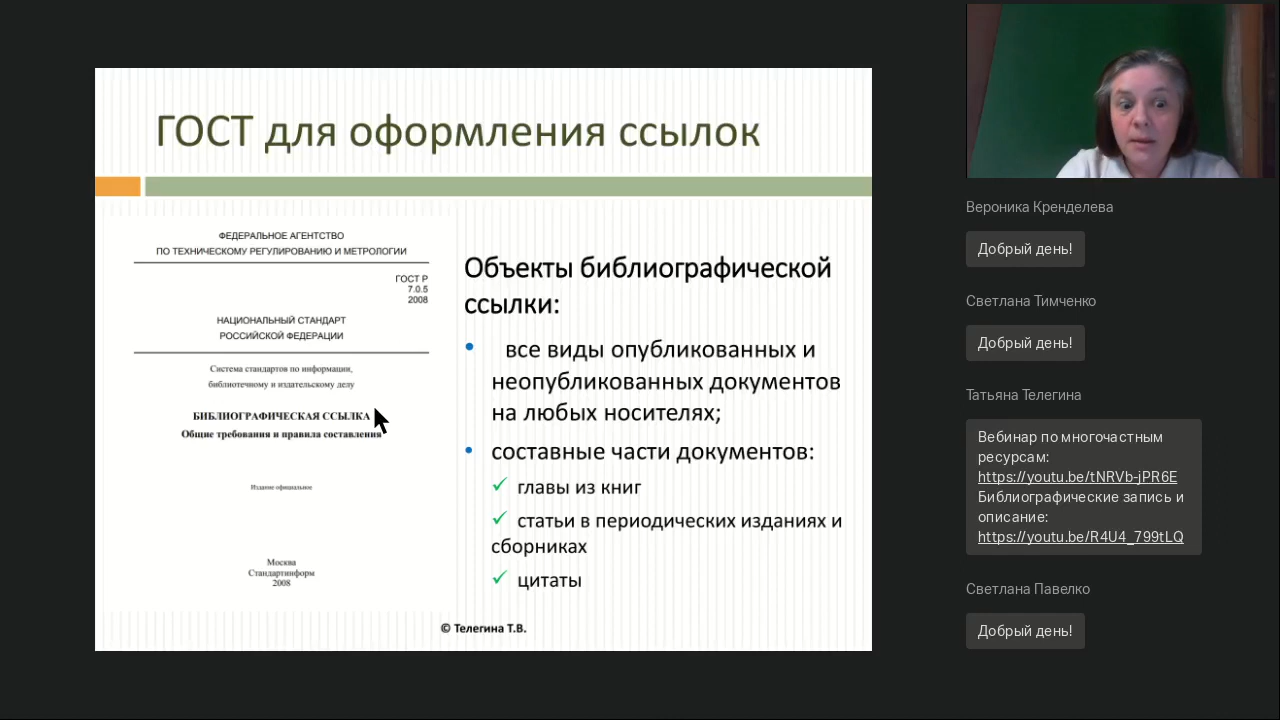 ГОСТ для оформления ссылок
ФЕДЕРАЛЬНОЕ АГЕНТСТВО
ПО ТЕХНИЧЕСКОМУ РЕГУЛИРОВАНИЮ И МЕТРОЛОГИИ
ГОСТ Р
7.0.5
2008
НАЦИОНАЛЬНЫЙ СТАНДАРТ
РОССИЙСКОЙ ФЕДЕРАЦИИ
Система стандартов по информации,
библиотечному и издательскому делу
БИБЛИОГРАФИЧЕСКАЯ ССЫЛКА
Общие требования и правила составления
Издание официальное
Москва
Стандартинформ
2008
Объекты библиографической
ссылки:
• все виды опубликованных и
неопубликованных документов
на любых носителях;
• составные части документов:
✓ главы из книг
✓ статьи в периодических изданиях и
сборниках
✓ цитаты
© Телегина Т.В.
Вероника Кренделева
Добрый день!
Светлана Тимченко
Добрый день!
Татьяна Телегина
Вебинар по многочастным
ресурсам:
https://youtu.be/tNRVb-jPR6E
Библиографические запись и
описание:
https://youtu.be/R4U4_799tLQ
Светлана Павелко
Добрый день!